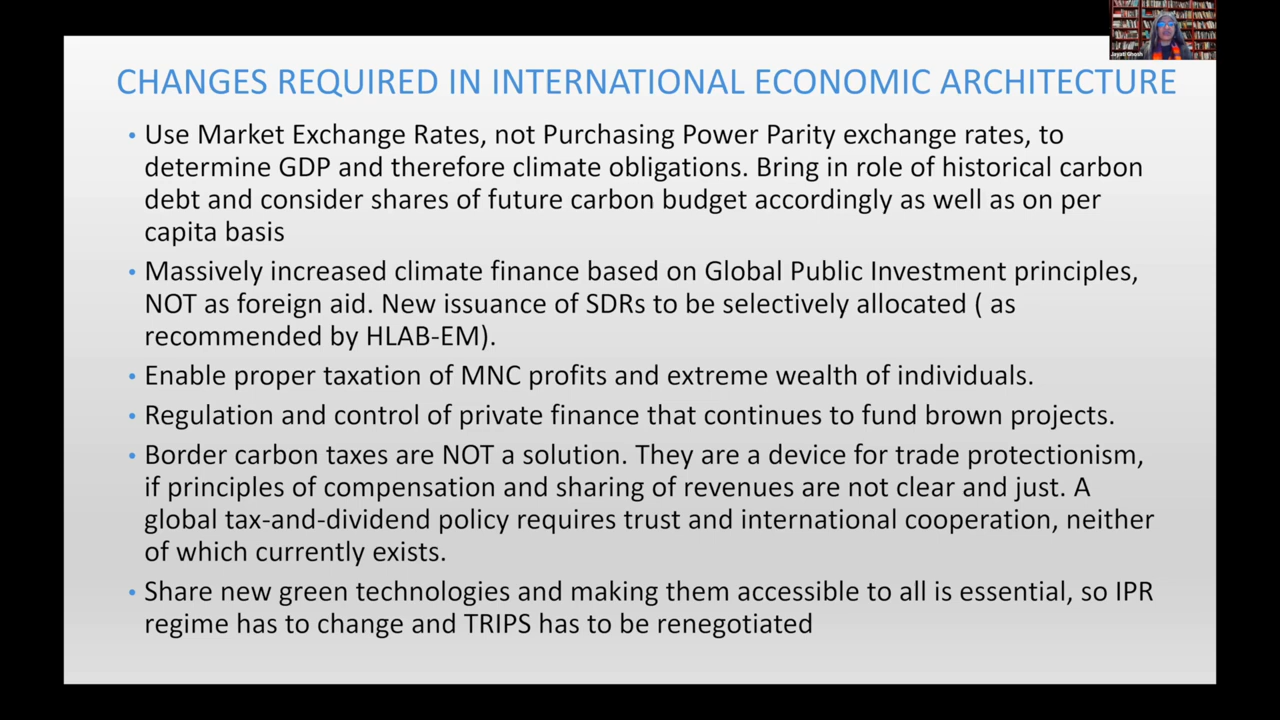 Jayati Ghosh
CHANGES REQUIRED IN INTERNATIONAL ECONOMIC ARCHITECTURE
• Use Market Exchange Rates, not Purchasing Power Parity exchange rates, to
determine GDP and therefore climate obligations. Bring in role of historical carbon
debt and consider shares of future carbon budget accordingly as well as on per
capita basis
• Massively increased climate finance based on Global Public Investment principles,
NOT as foreign aid. New issuance of SDRs to be selectively allocated ( as
recommended by HLAB-EM).
• Enable proper taxation of MNC profits and extreme wealth of individuals.
• Regulation and control of private finance that continues to fund brown projects.
• Border carbon taxes are NOT a solution. They are a device for trade protectionism,
if principles of compensation and sharing of revenues are not clear and just. A
global tax-and-dividend policy requires trust and international cooperation, neither
of which currently exists.
• Share new green technologies and making them accessible to all is essential, so IPR
regime has to change and TRIPS has to be renegotiated